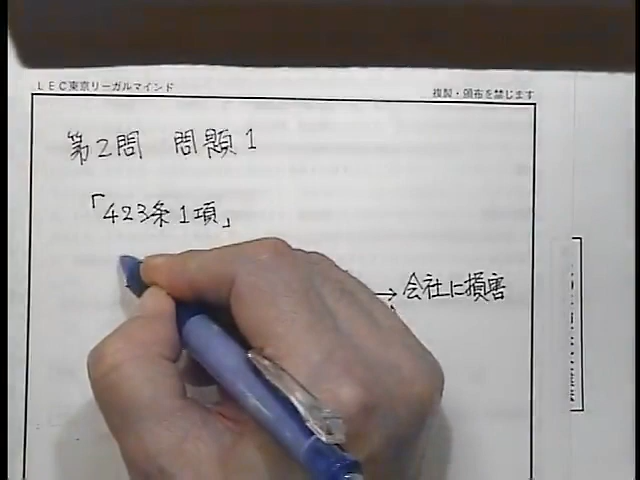 LEC東京リーガルマインド
複製・頒布を禁じます
第2問 問題1
「423条1項」
→会社に損害